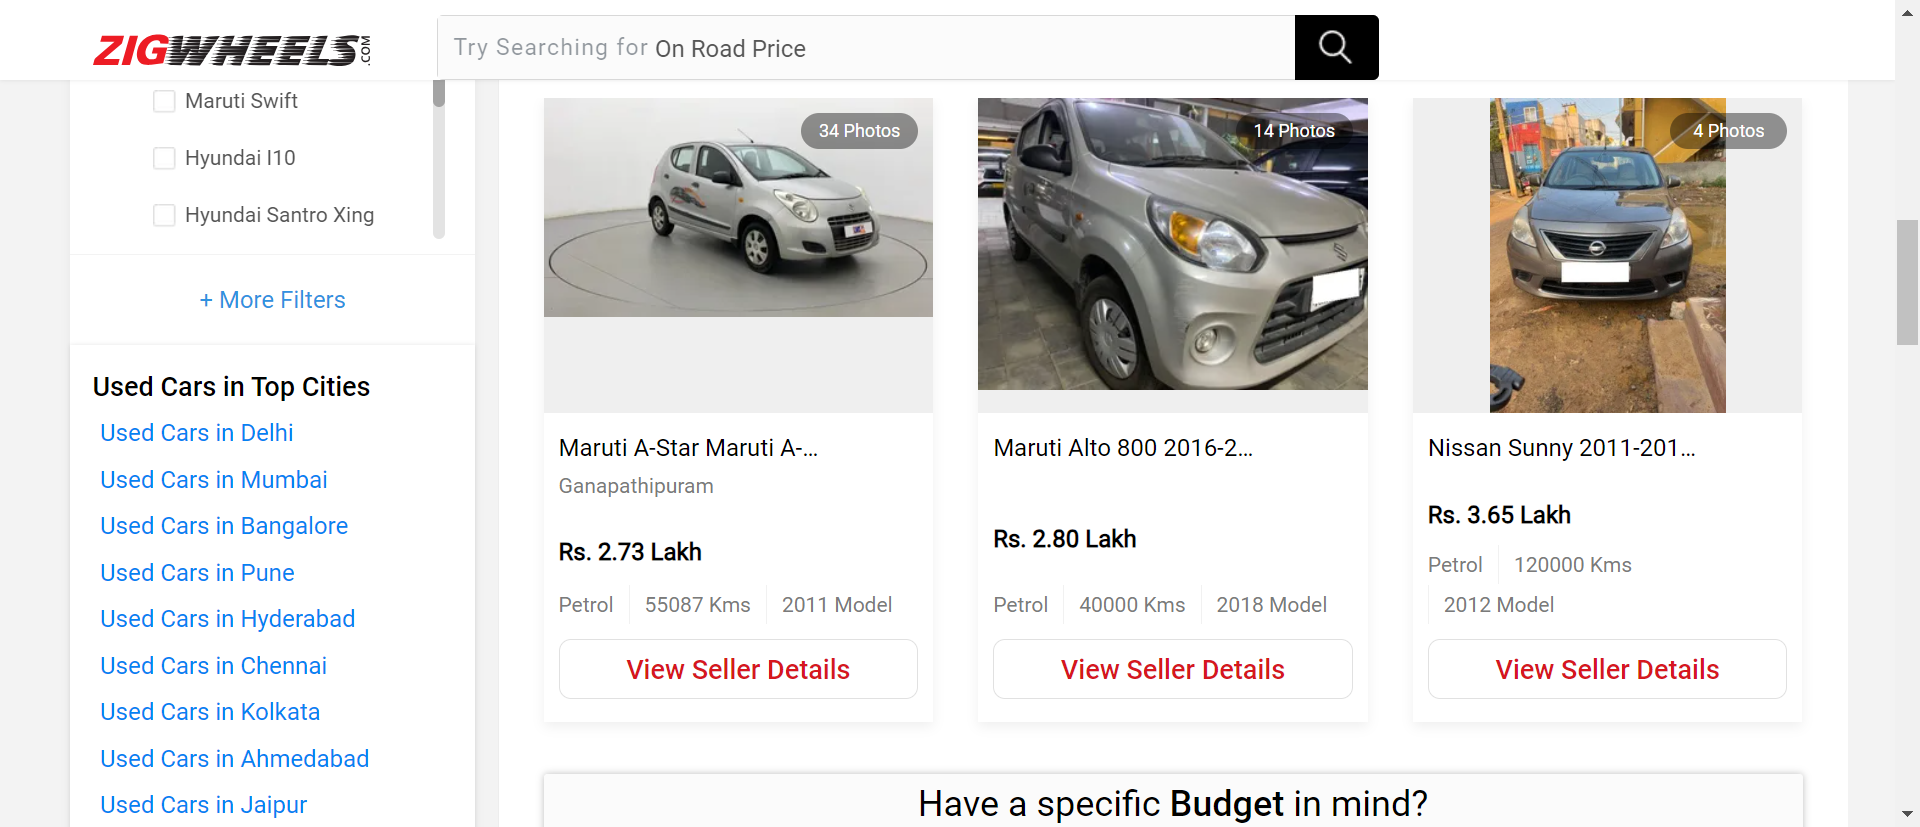 ZIGWHEELS.COM
Try Searching for On Road Price
Maruti Swift
Hyundai I10
Hyundai Santro Xing
+ More Filters
Used Cars in Top Cities
Used Cars in Delhi
Used Cars in Mumbai
Used Cars in Bangalore
Used Cars in Pune
Used Cars in Hyderabad
Used Cars in Chennai
Used Cars in Kolkata
Used Cars in Ahmedabad
Used Cars in Jaipur
34 Photos
Maruti A-Star Maruti A-...
Ganapathipuram
Rs. 2.73 Lakh
Petrol 55087 Kms 2011 Model
View Seller Details
14 Photos
Maruti Alto 800 2016-2...
Rs. 2.80 Lakh
Petrol 40000 Kms 2018 Model
View Seller Details
4 Photos
Nissan Sunny 2011-201...
Rs. 3.65 Lakh
Petrol 120000 Kms
2012 Model
View Seller Details
Have a specific Budget in mind?